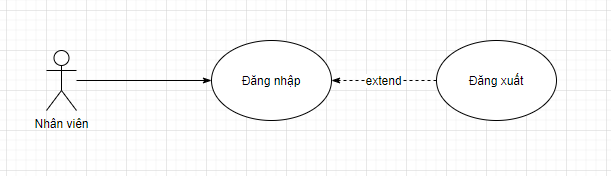 Đăng nhập
extend
Đăng xuất
Nhân viên